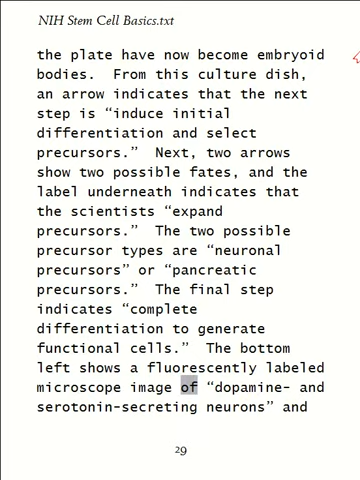 NIH Stem Cell Basics.txt
the plate have now become embryoid
bodies.  From this culture dish,
an arrow indicates that the next
step is “induce initial
differentiation and select
precursors.”  Next, two arrows
show two possible fates, and the
label underneath indicates that
the scientists “expand
precursors.”  The two possible
precursor types are “neuronal
precursors” or “pancreatic
precursors.”  The final step
indicates “complete
differentiation to generate
functional cells.”  The bottom
left shows a fluorescently labeled
microscope image of “dopamine- and
serotonin-secreting neurons” and
29